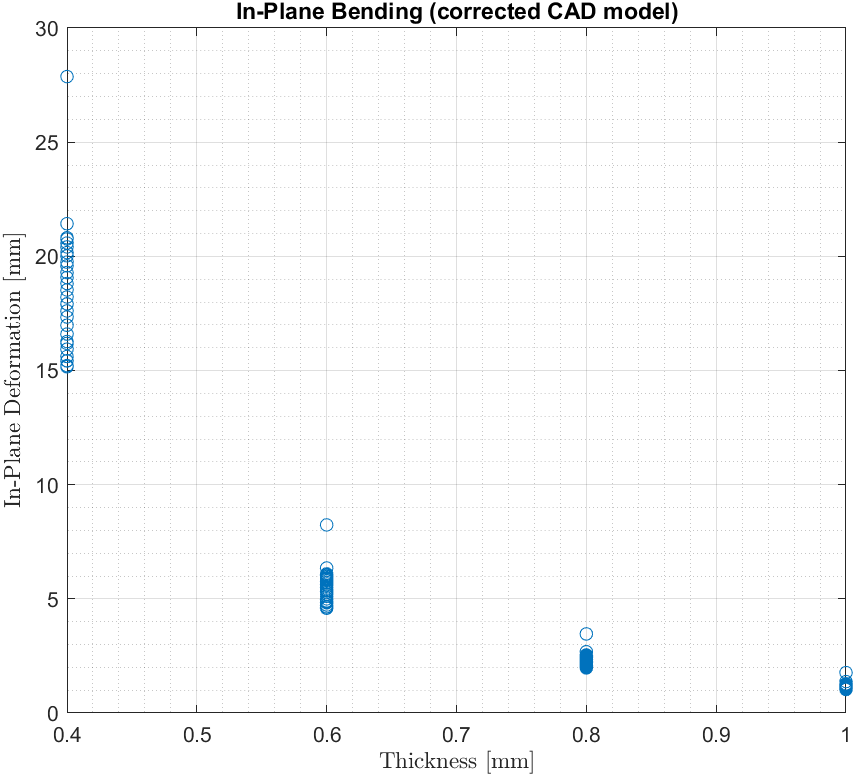 In-Plane Bending (corrected CAD model)
30
25
20
15
10
5
0
In-Plane Deformation [mm]
0.4 0.5 0.6 0.7 0.8 0.9 1
Thickness [mm]